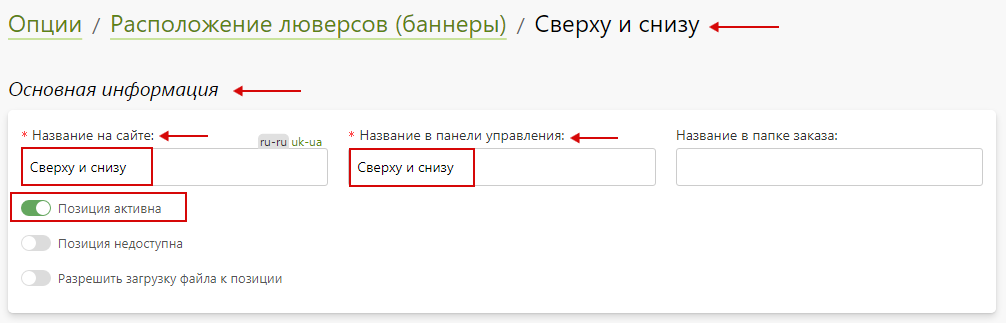 Опции / Расположение люверсов (баннеры) / Сверху и снизу
Основная информация
* Название на сайте: ru-ru uk-ua * Название в панели управления: Название в папке заказа:
Сверху и снизу Сверху и снизу
Позиция активна
Позиция недоступна
Разрешить загрузку файла к позиции